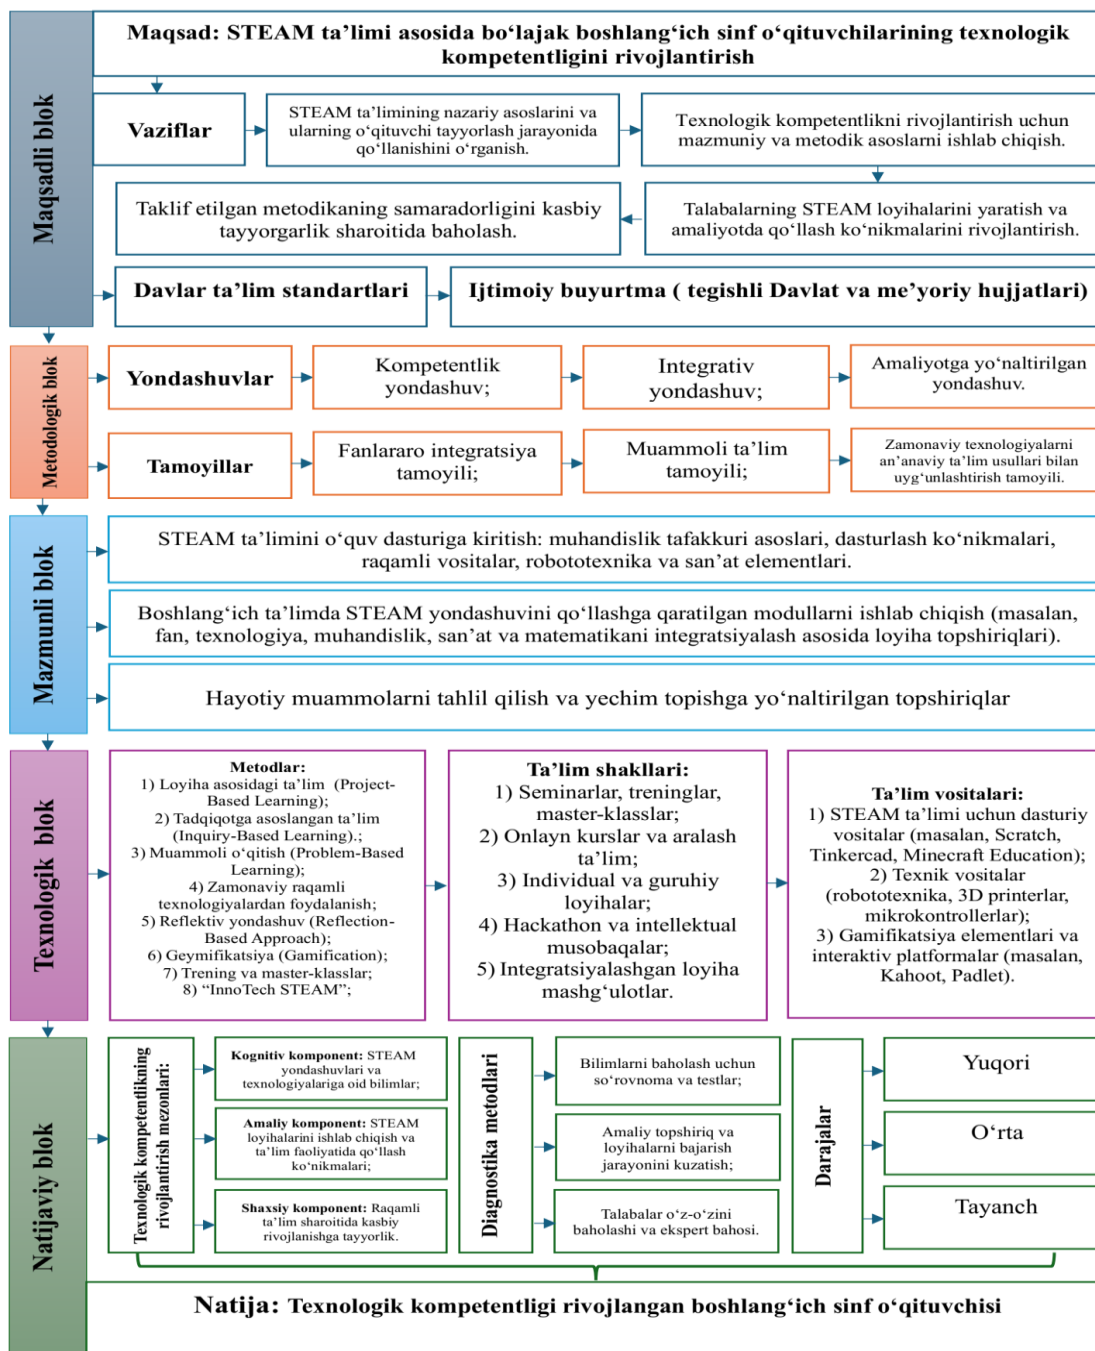 Maqsadli blok
Maqsad: STEAM ta’limi asosida bo‘lajak boshlang‘ich sinf o‘qituvchilarining texnologik
kompetentligini rivojlantirish
Vaziflar
STEAM ta’limining nazariy asoslarini va
ularning o‘qituvchi tayyorlash jarayonida
qo‘llanishini o‘rganish.
Texnologik kompetentlikni rivojlantirish uchun
mazmuniy va metodik asoslarni ishlab chiqish.
Taklif etilgan metodikaning samaradorligini kasbiy
tayyorgarlik sharoitida baholash.
Talabalarning STEAM loyihalarini yaratish va
amaliyotda qo‘llash ko‘nikmalarini rivojlantirish.
Davlar ta’lim standartlari
Ijtimoiy buyurtma ( tegishli Davlat va me’yoriy hujjatlari)
Metodologik blok
Yondashuvlar
Kompetentlik
yondashuv;
Integrativ
yondashuv;
Amaliyotga yo‘naltirilgan
yondashuv.
Tamoyillar
Fanlararo integratsiya
tamoyili;
Muammoli ta’lim
tamoyili;
Zamonaviy texnologiyalarni
an’anaviy ta’lim usullari bilan
uyg‘unlashtirish tamoyili.
Mazmunli blok
STEAM ta’limini o‘quv dasturiga kiritish: muhandislik tafakkuri asoslari, dasturlash ko‘nikmalari,
raqamli vositalar, robototexnika va san’at elementlari.
Boshlang‘ich ta’limda STEAM yondashuvini qo‘llashga qaratilgan modullarni ishlab chiqish (masalan,
fan, texnologiya, muhandislik, san’at va matematikani integratsiyalash asosida loyiha topshiriqlari).
Hayotiy muammolarni tahlil qilish va yechim topishga yo‘naltirilgan topshiriqlar
Texnologik blok
Metodlar:
1) Loyiha asosidagi ta’lim (Project-
Based Learning);
2) Tadqiqotga asoslangan ta’lim
(Inquiry-Based Learning).;
3) Muammoli o‘qitish (Problem-Based
Learning);
4) Zamonaviy raqamli
texnologiyalardan foydalanish;
5) Reflektiv yondashuv (Reflection-
Based Approach);
6) Geymifikatsiya (Gamification);
7) Trening va master-klasslar;
8) “InnoTech STEAM”;
Ta’lim shakllari:
1) Seminarlar, treninglar,
master-klasslar;
2) Onlayn kurslar va aralash
ta’lim;
3) Individual va guruhiy
loyihalar;
4) Hackathon va intellektual
musobaqalar;
5) Integratsiyalashgan loyiha
mashg‘ulotlar.
Ta’lim vositalari:
1) STEAM ta’limi uchun dasturiy
vositalar (masalan, Scratch,
Tinkercad, Minecraft Education);
2) Texnik vositalar
(robototexnika, 3D printerlar,
mikrokontrollerlar);
3) Gamifikatsiya elementlari va
interaktiv platformalar (masalan,
Kahoot, Padlet).
Natijaviy blok
Texnologik kompetentlikning
rivojlantirish mezonlari:
Kognitiv komponent: STEAM
yondashuvlari va
texnologiyalariga oid bilimlar;
Amaliy komponent: STEAM
loyihalarini ishlab chiqish va
ta’lim faoliyatida qo‘llash
ko‘nikmalari;
Shaxsiy komponent: Raqamli
ta’lim sharoitida kasbiy
rivojlanishga tayyorlik.
Diagnostika metodlari
Bilimlarni baholash uchun
so‘rovnoma va testlar;
Amaliy topshiriq va
loyihalarni bajarish
jarayonini kuzatish;
Talabalar o‘z-o‘zini
baholashi va ekspert bahosi.
Darajalar
Yuqori
O‘rta
Tayanch
Natija: Texnologik kompetentligi rivojlangan boshlang‘ich sinf o‘qituvchisi